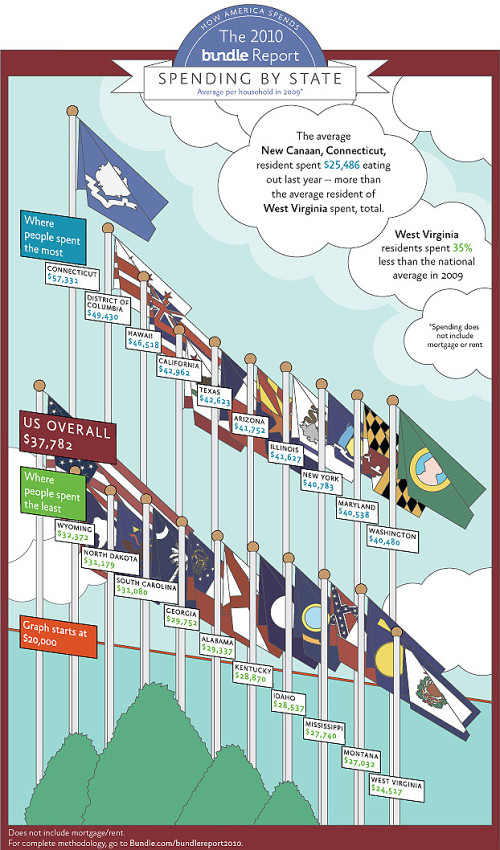 HOW AMERICA SPENDS
The 2010
bundle Report
SPENDING BY STATE
Average per household in 2009*
The average
New Canaan, Connecticut,
resident spent $25,486 eating
out last year -- more than
the average resident of
West Virginia spent, total.
West Virginia
residents spent 35%
less than the national
average in 2009
*Spending does
not include
mortgage or rent
Where
people spent
the most
CONNECTICUT
$57,332
DISTRICT OF
COLUMBIA
$49,430
HAWAII
$46,528
CALIFORNIA
$42,962
TEXAS
$42,623
ARIZONA
$41,752
ILLINOIS
$41,627
NEW YORK
$40,783
MARYLAND
$40,538
WASHINGTON
$40,480
US OVERALL
$37,782
Where
people spent
the least
WYOMING
$32,372
NORTH DAKOTA
$31,179
SOUTH CAROLINA
$31,080
GEORGIA
$29,752
ALABAMA
$29,337
KENTUCKY
$28,870
IDAHO
$28,537
MISSISSIPPI
$27,740
MONTANA
$27,032
WEST VIRGINIA
$24,527
Graph starts at
$20,000
Does not include mortgage/rent.
For complete methodology, go to Bundle.com/bundlereport2010.